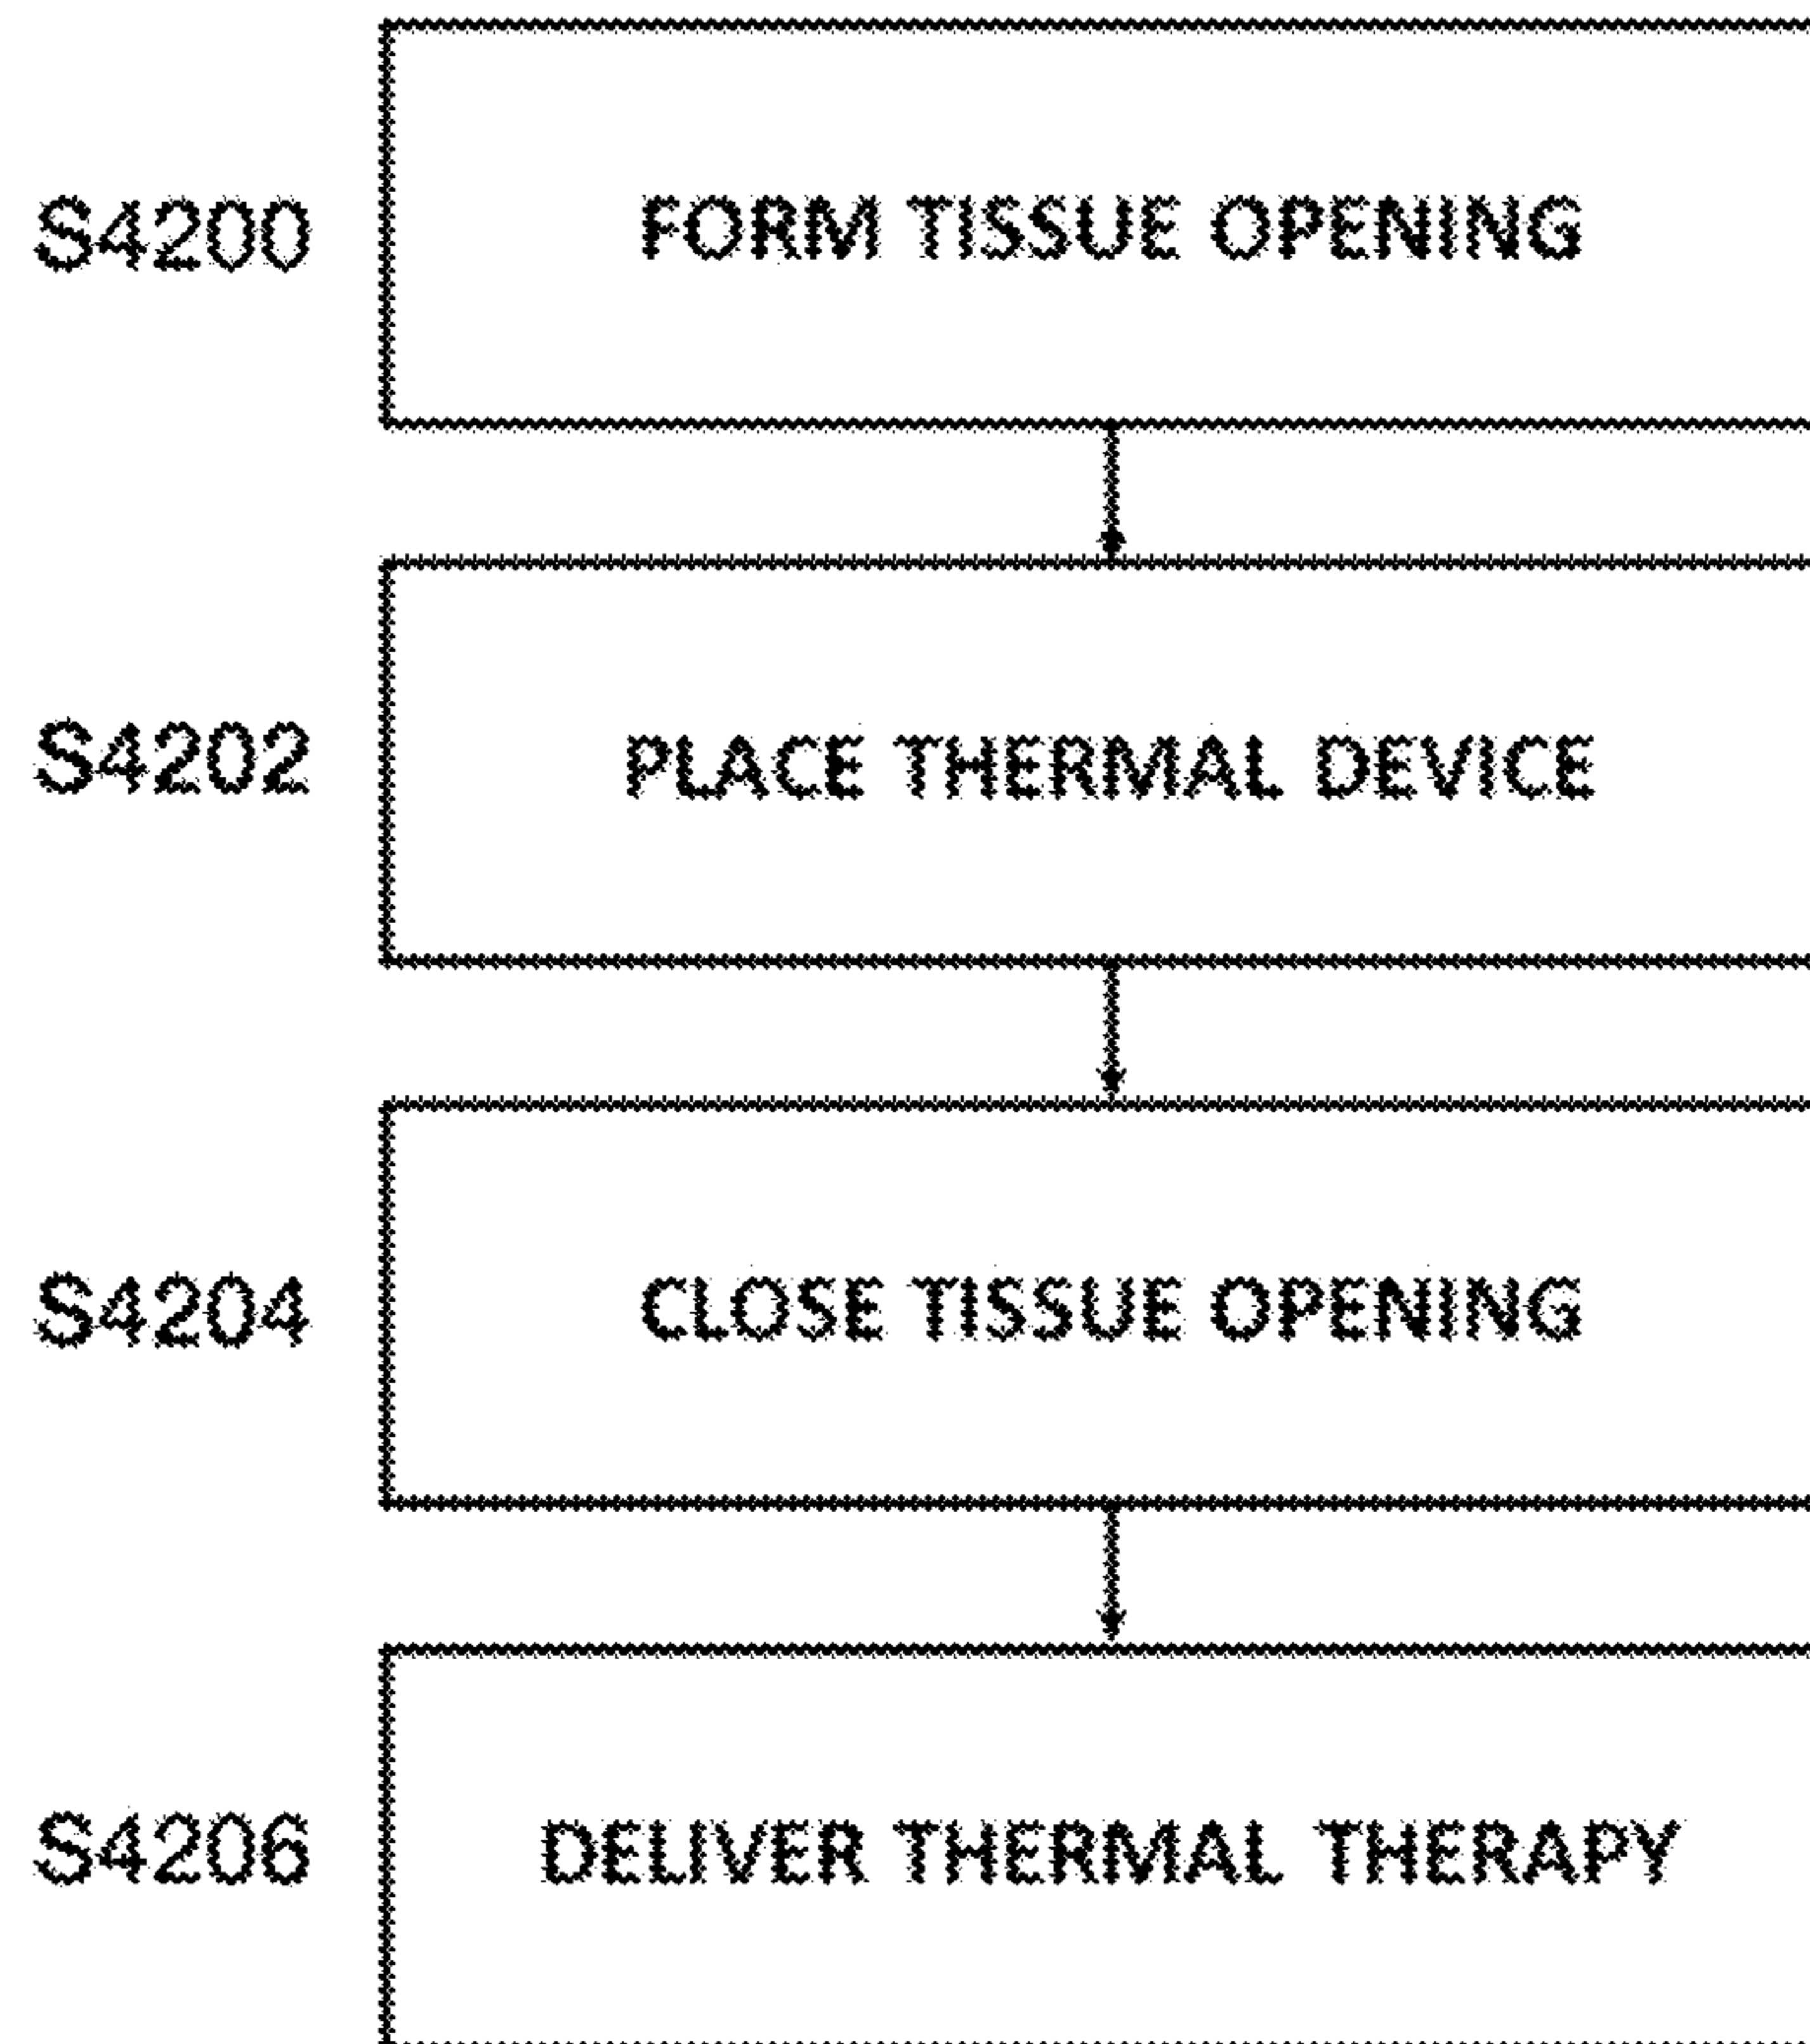 S4200 FORM TISSUE OPENING
S4202 PLACE THERMAL DEVICE
S4204 CLOSE TISSUE OPENING
S4206 DELIVER THERMAL THERAPY